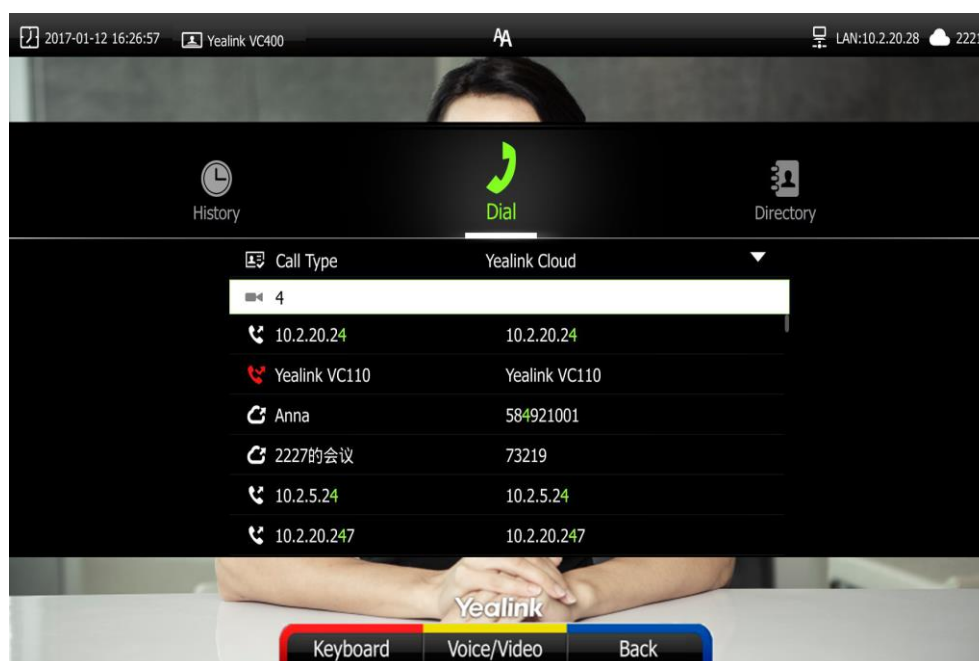 2017-01-12 16:26:57 Yealink VC400 AA LAN:10.2.20.28 2221
History Dial Directory
Call Type Yealink Cloud
4
10.2.20.24 10.2.20.24
Yealink VC110 Yealink VC110
Anna 584921001
2227的会议 73219
10.2.5.24 10.2.5.24
10.2.20.247 10.2.20.247
Yealink
Keyboard Voice/Video Back